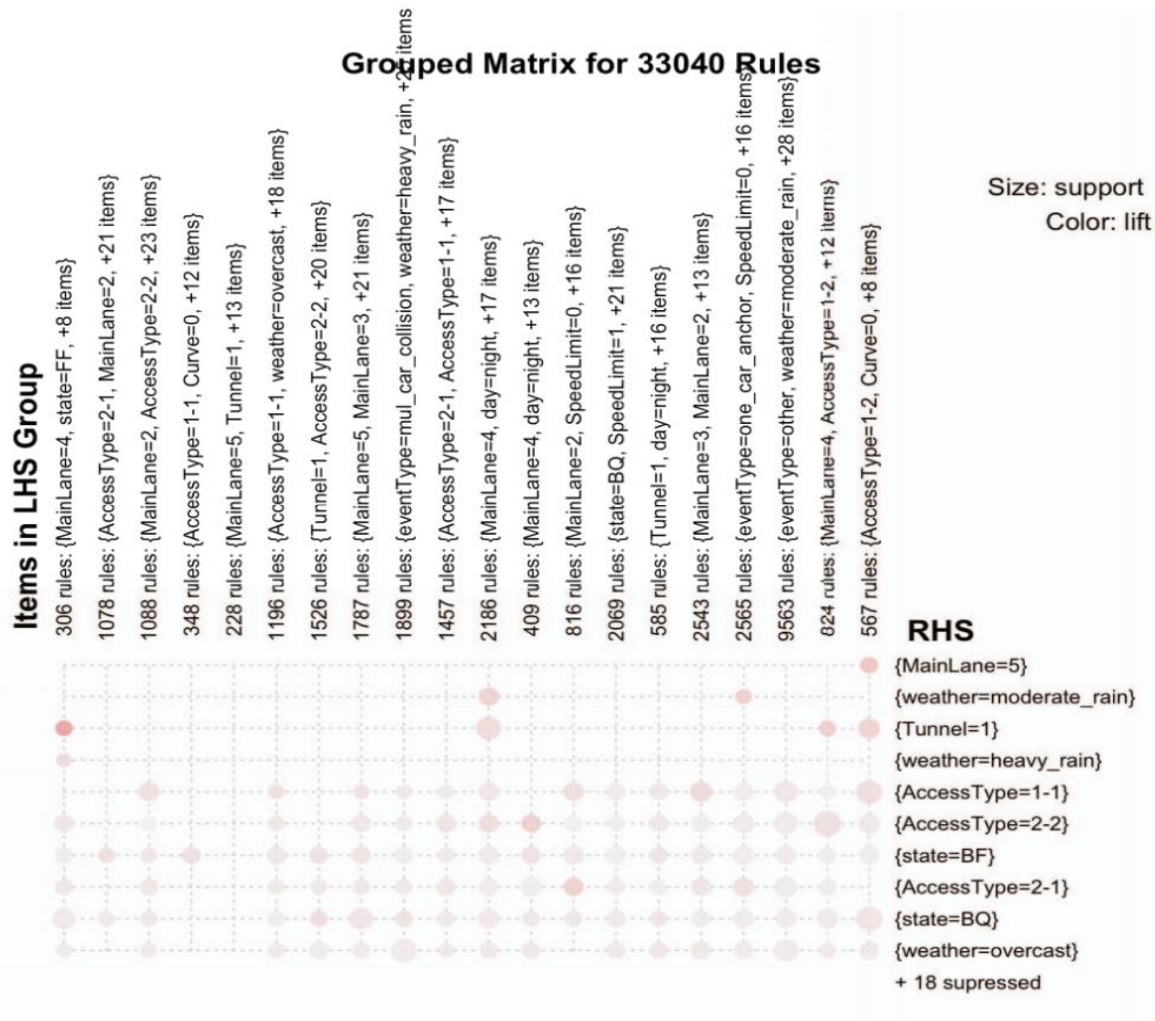 Grouped Matrix for 33040 Rules
Size: support
Color: lift
Items in LHS Group
306 rules: {MainLane=4, state=FF, +8 items}
1078 rules: {AccessType=2-1, MainLane=2, +21 items}
1088 rules: {MainLane=2, AccessType=2-2, +23 items}
348 rules: {AccessType=1-1, Curve=0, +12 items}
228 rules: {MainLane=5, Tunnel=1, +13 items}
1196 rules: {AccessType=1-1, weather=overcast, +18 items}
1526 rules: {Tunnel=1, AccessType=2-2, +20 items}
1787 rules: {MainLane=5, MainLane=3, +21 items}
1899 rules: {eventType=mul_car_collision, weather=heavy_rain, items
1457 rules: {AccessType=2-1, AccessType=1-1, +17 items}
2186 rules: {MainLane=4, day=night, +17 items}
409 rules: {MainLane=4, day=night, +13 items}
816 rules: {MainLane=2, SpeedLimit=0, +16 items}
2069 rules: {state=BQ, SpeedLimit=1, +21 items}
585 rules: {Tunnel=1, day=night, +16 items}
2543 rules: {MainLane=3, MainLane=2, +13 items}
2565 rules: {eventType=one_car_anchor, SpeedLimit=0, +16 items}
9563 rules: {eventType=other, weather=moderate_rain, +28 items}
824 rules: {MainLane=4, AccessType=1-2, +12 items}
567 rules: {AccessType=1-2, Curve=0, +8 items}
RHS
{MainLane=5}
{weather=moderate_rain}
{Tunnel=1}
{weather=heavy_rain}
{AccessType=1-1}
{AccessType=2-2}
{state=BF}
{AccessType=2-1}
{state=BQ}
{weather=overcast}
+ 18 supressed